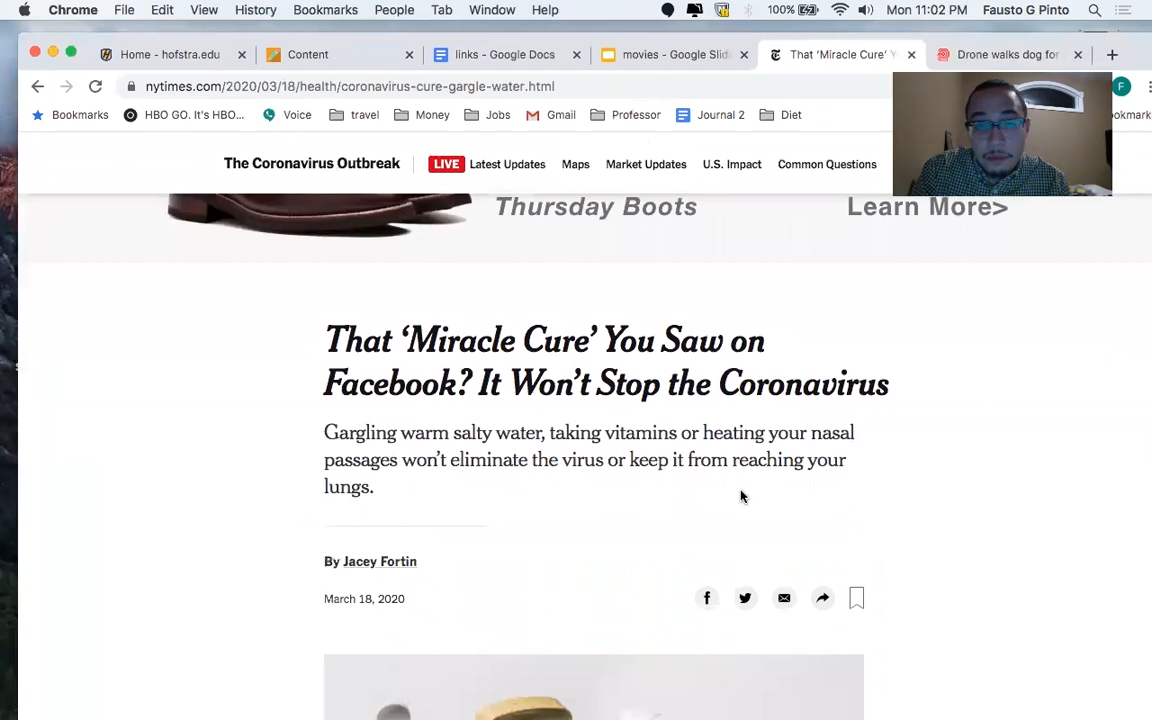 Chrome File Edit View History Bookmarks People Tab Window Help 100% Mon 11:02 PM Fausto G Pinto
Home - hofstra.edu Content links - Google Docs movies - Google Slid That ‘Miracle Cure’ Y Drone walks dog for
nytimes.com/2020/03/18/health/coronavirus-cure-gargle-water.html F
Bookmarks HBO GO. It's HBO... Voice travel Money Jobs Gmail Professor Journal 2 Diet
The Coronavirus Outbreak LIVE Latest Updates Maps Market Updates U.S. Impact Common Questions
Thursday Boots Learn More>
That ‘Miracle Cure’ You Saw on
Facebook? It Won’t Stop the Coronavirus
Gargling warm salty water, taking vitamins or heating your nasal
passages won’t eliminate the virus or keep it from reaching your
lungs.
By Jacey Fortin
March 18, 2020